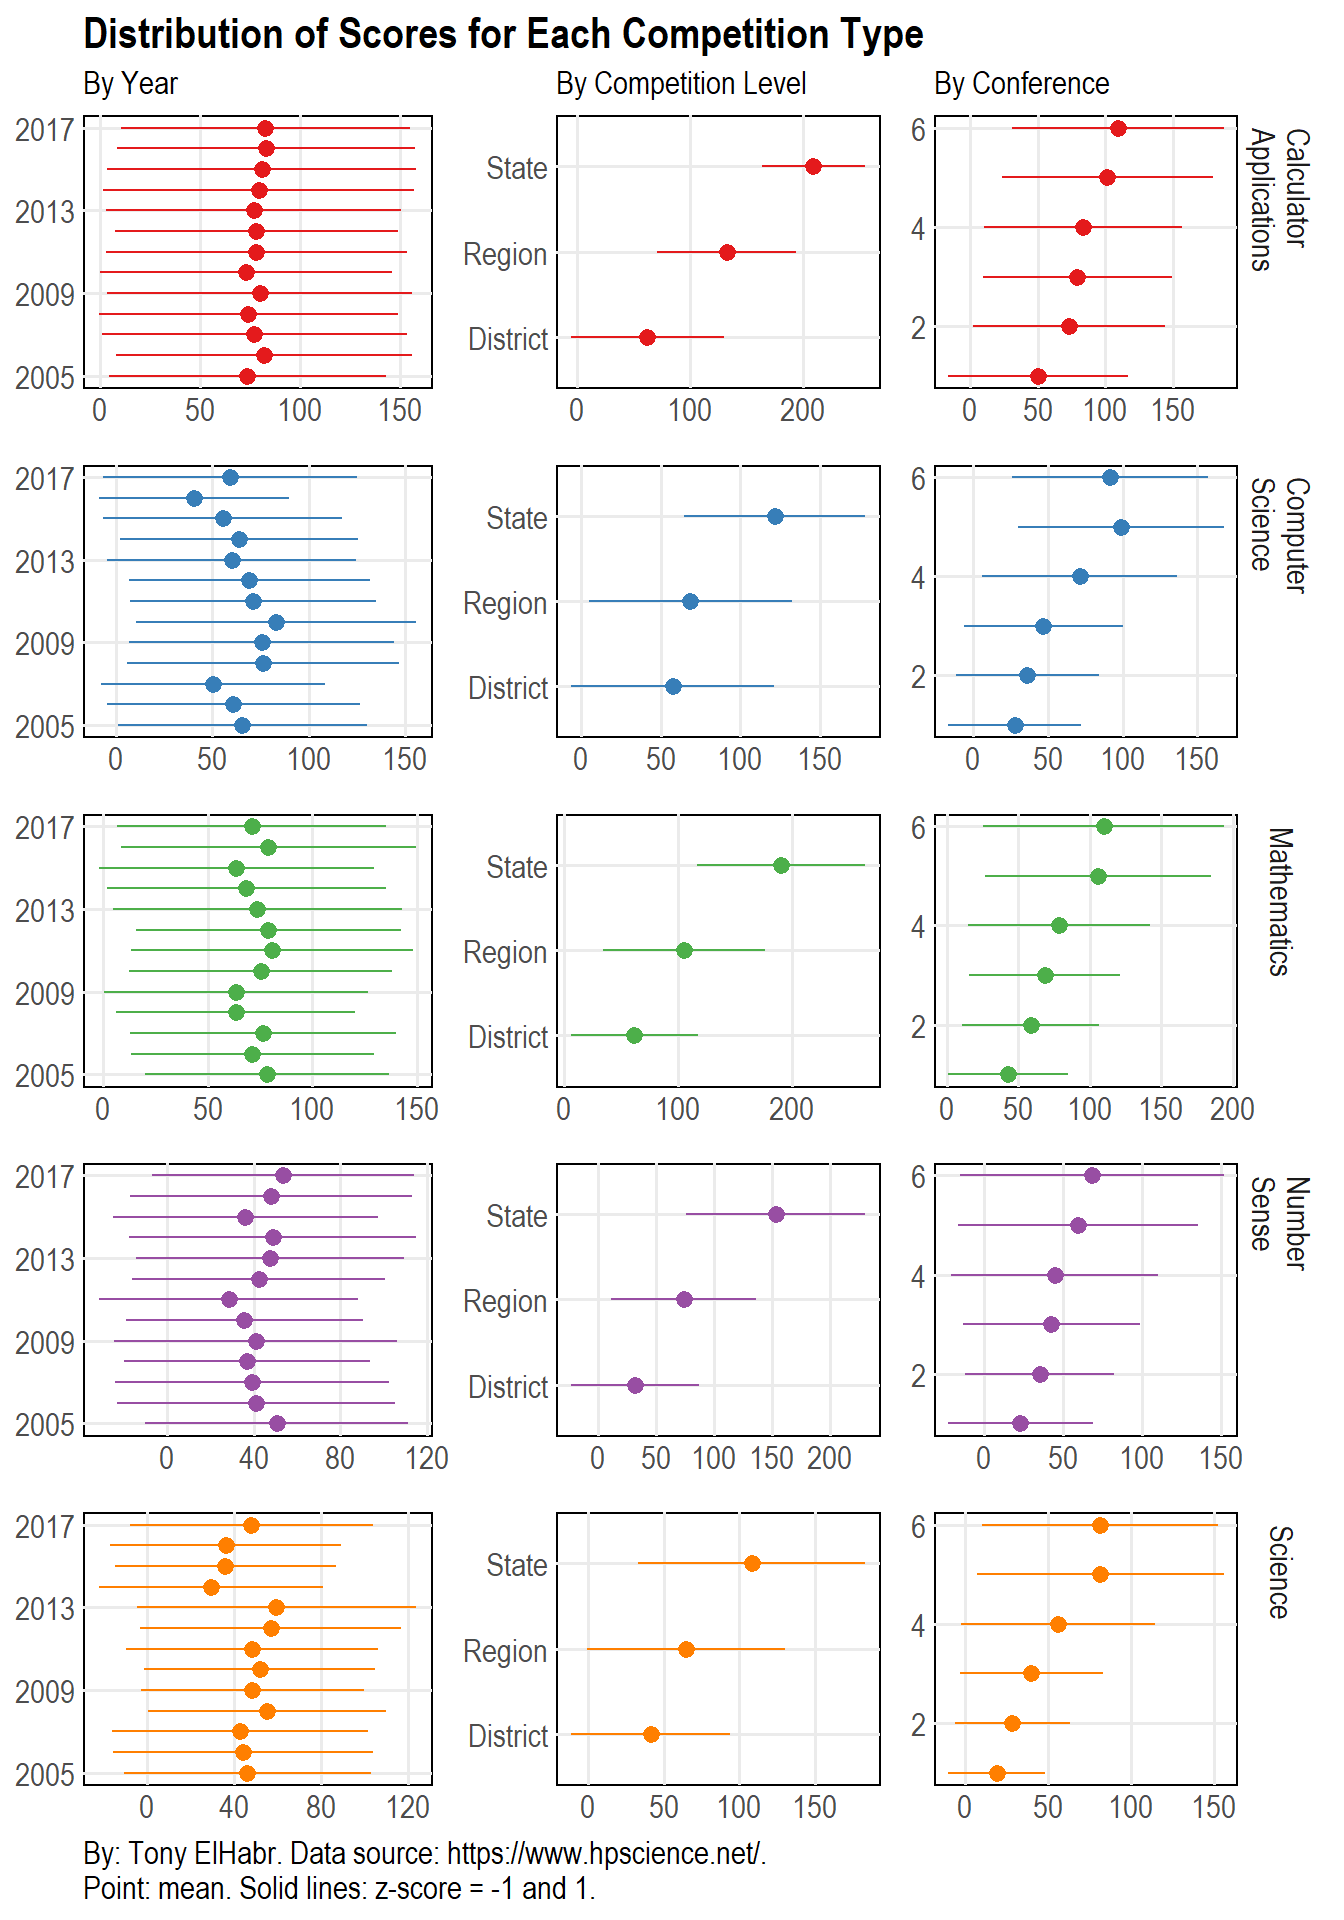 Distribution of Scores for Each Competition Type
By Year By Competition Level By Conference
2017
2013
2009
2005
0 50 100 150
State
Region
District
0 100 200
6
4
2
0 50 100 150
Calculator
Applications
2017
2013
2009
2005
0 50 100 150
State
Region
District
0 50 100 150
6
4
2
0 50 100 150
Computer
Science
2017
2013
2009
2005
0 50 100 150
State
Region
District
0 100 200
6
4
2
0 50 100 150 200
Mathematics
2017
2013
2009
2005
0 40 80 120
State
Region
District
0 50 100 150 200
6
4
2
0 50 100 150
Number
Sense
2017
2013
2009
2005
0 40 80 120
State
Region
District
0 50 100 150
6
4
2
0 50 100 150
Science
By: Tony ElHabr. Data source: https://www.hpscience.net/.
Point: mean. Solid lines: z-score = -1 and 1.